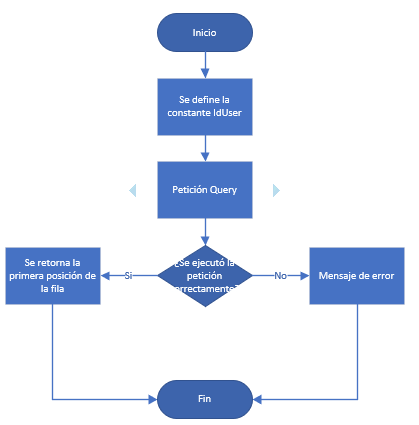 Inicio
Se define la
constante IdUser
Petición Query
Se retorna la
primera posición de
la fila
Si
¿Se ejecutó la
petición
correctamente?
No
Mensaje de error
Fin